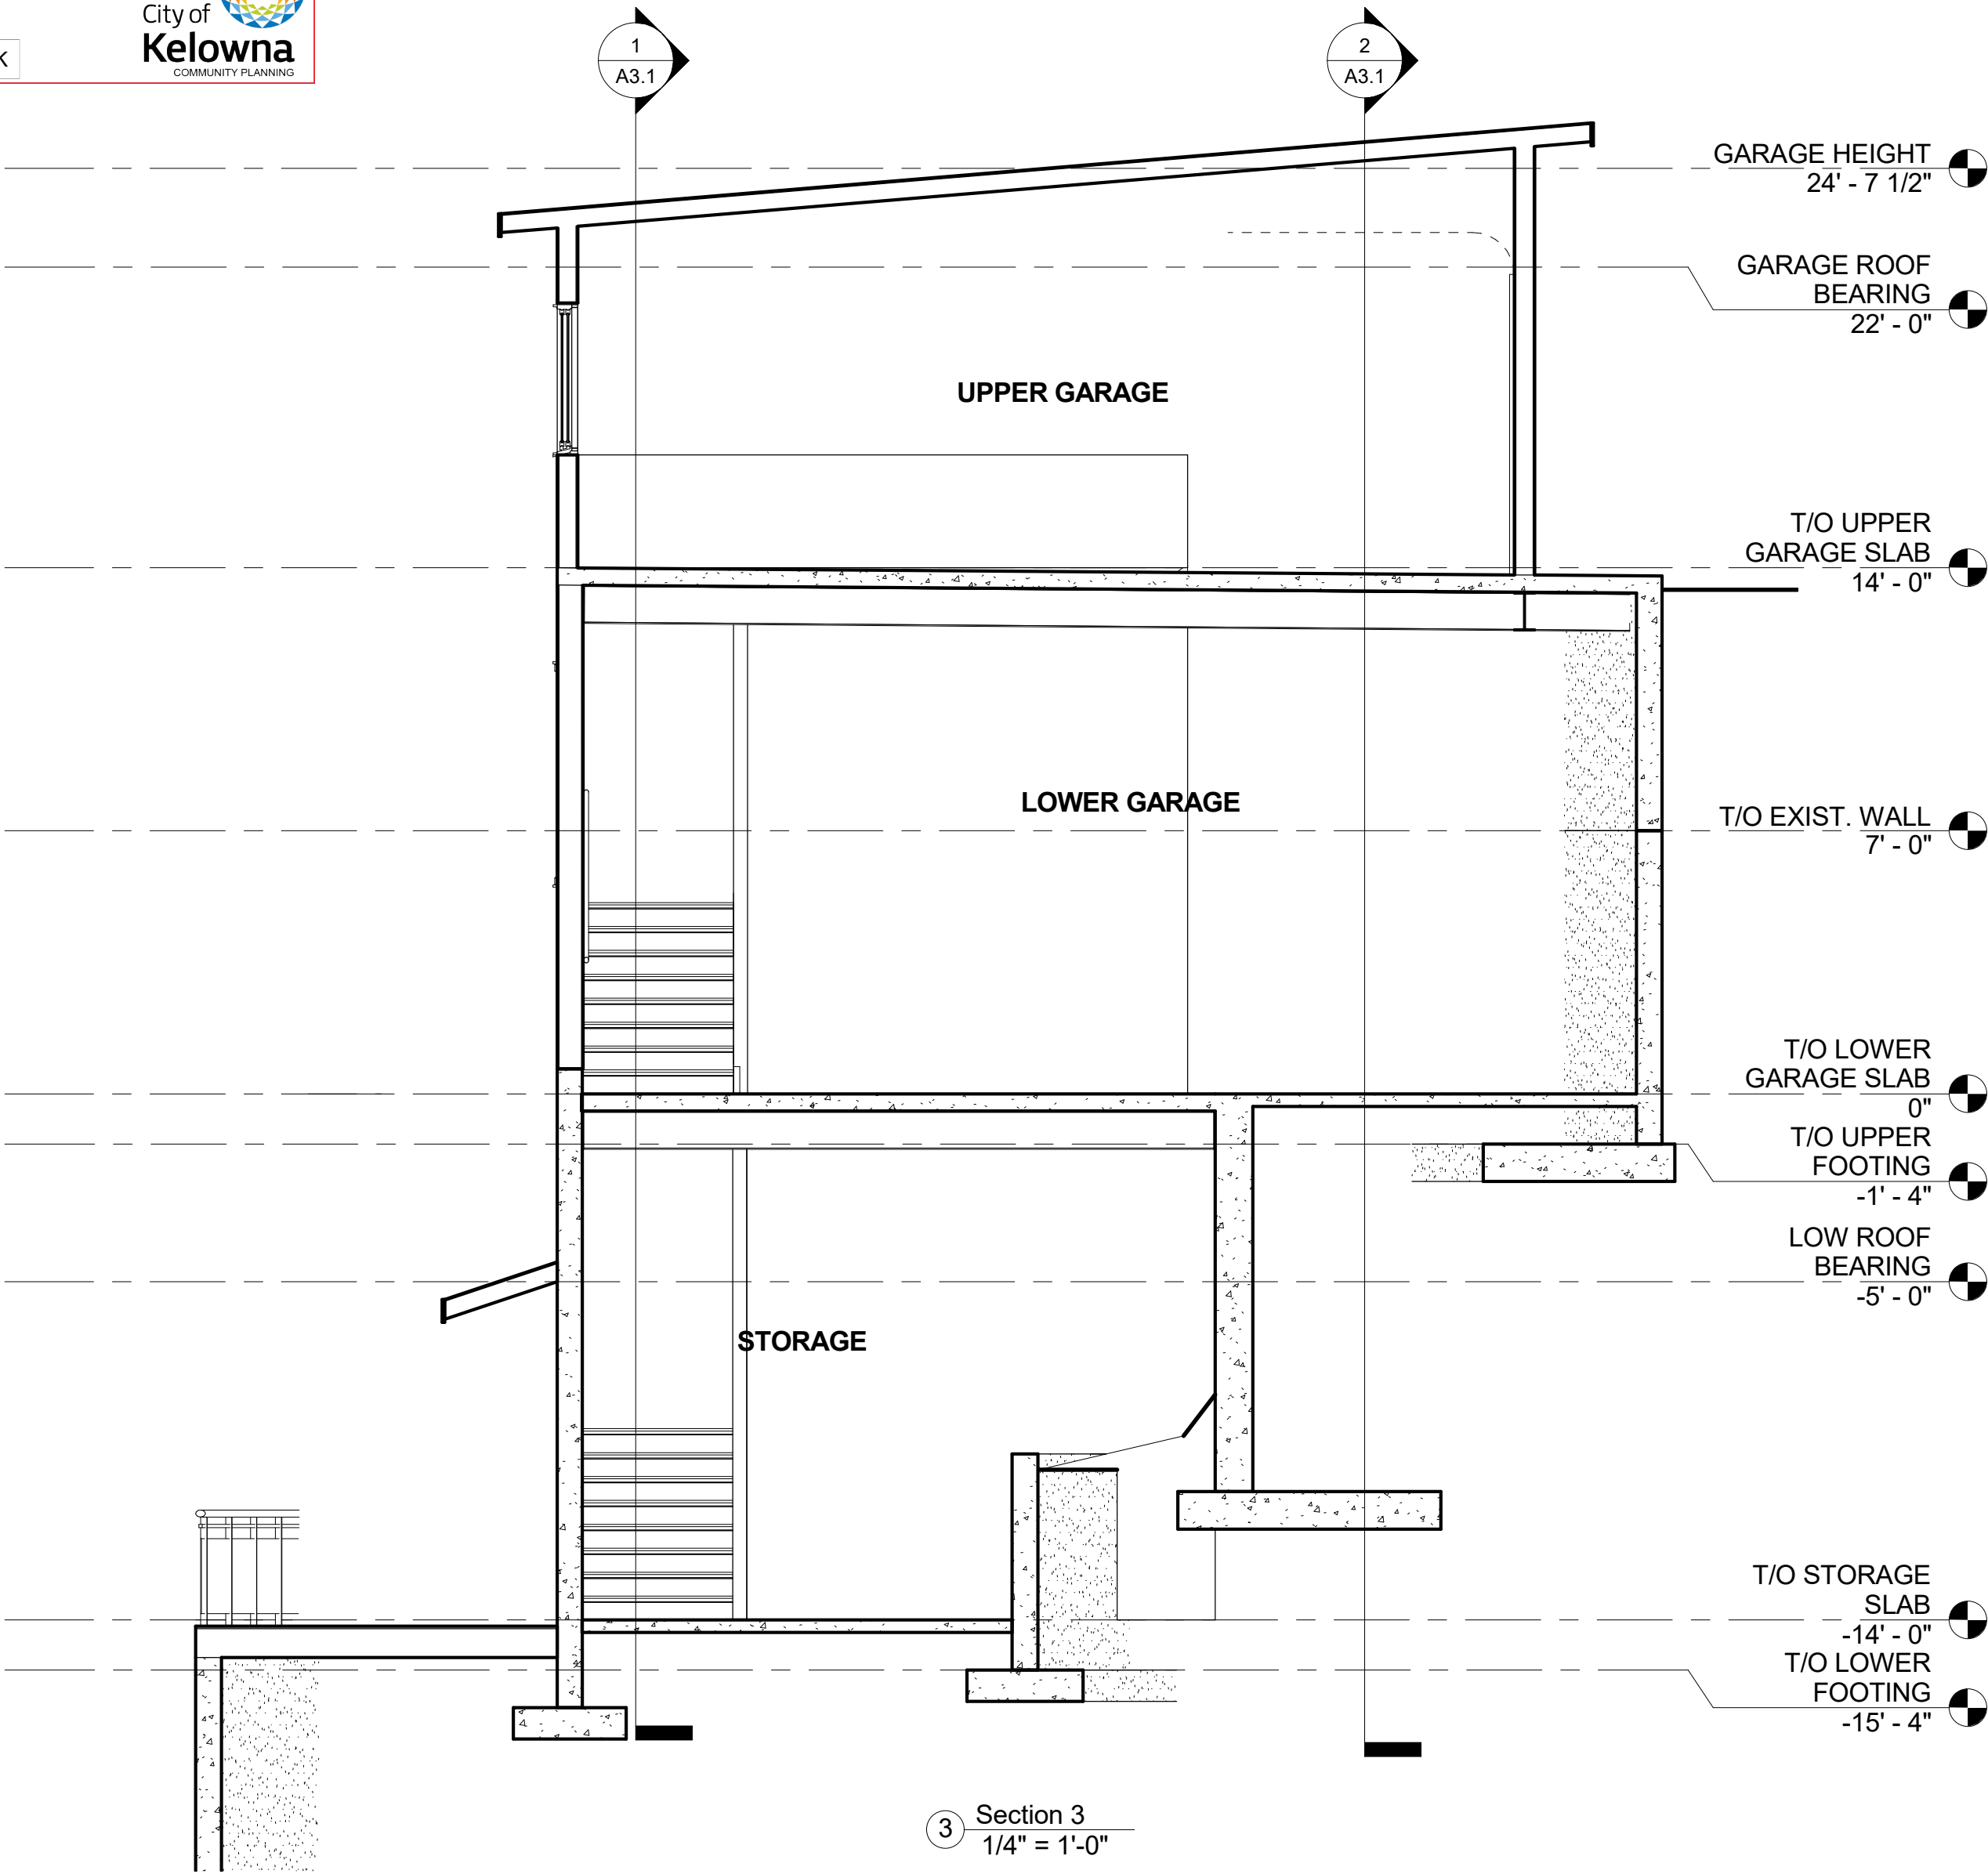 City of
Kelowna
COMMUNITY PLANNING
K
1
A3.1
2
A3.1
GARAGE HEIGHT
24' - 7 1/2"
GARAGE ROOF
BEARING
22' - 0"
UPPER GARAGE
T/O UPPER
GARAGE SLAB
14' - 0"
LOWER GARAGE
T/O EXIST. WALL
7' - 0"
T/O LOWER
GARAGE SLAB
0"
T/O UPPER
FOOTING
-1' - 4"
LOW ROOF
BEARING
-5' - 0"
STORAGE
T/O STORAGE
SLAB
-14' - 0"
T/O LOWER
FOOTING
-15' - 4"
3
Section 3
1/4" = 1'-0"